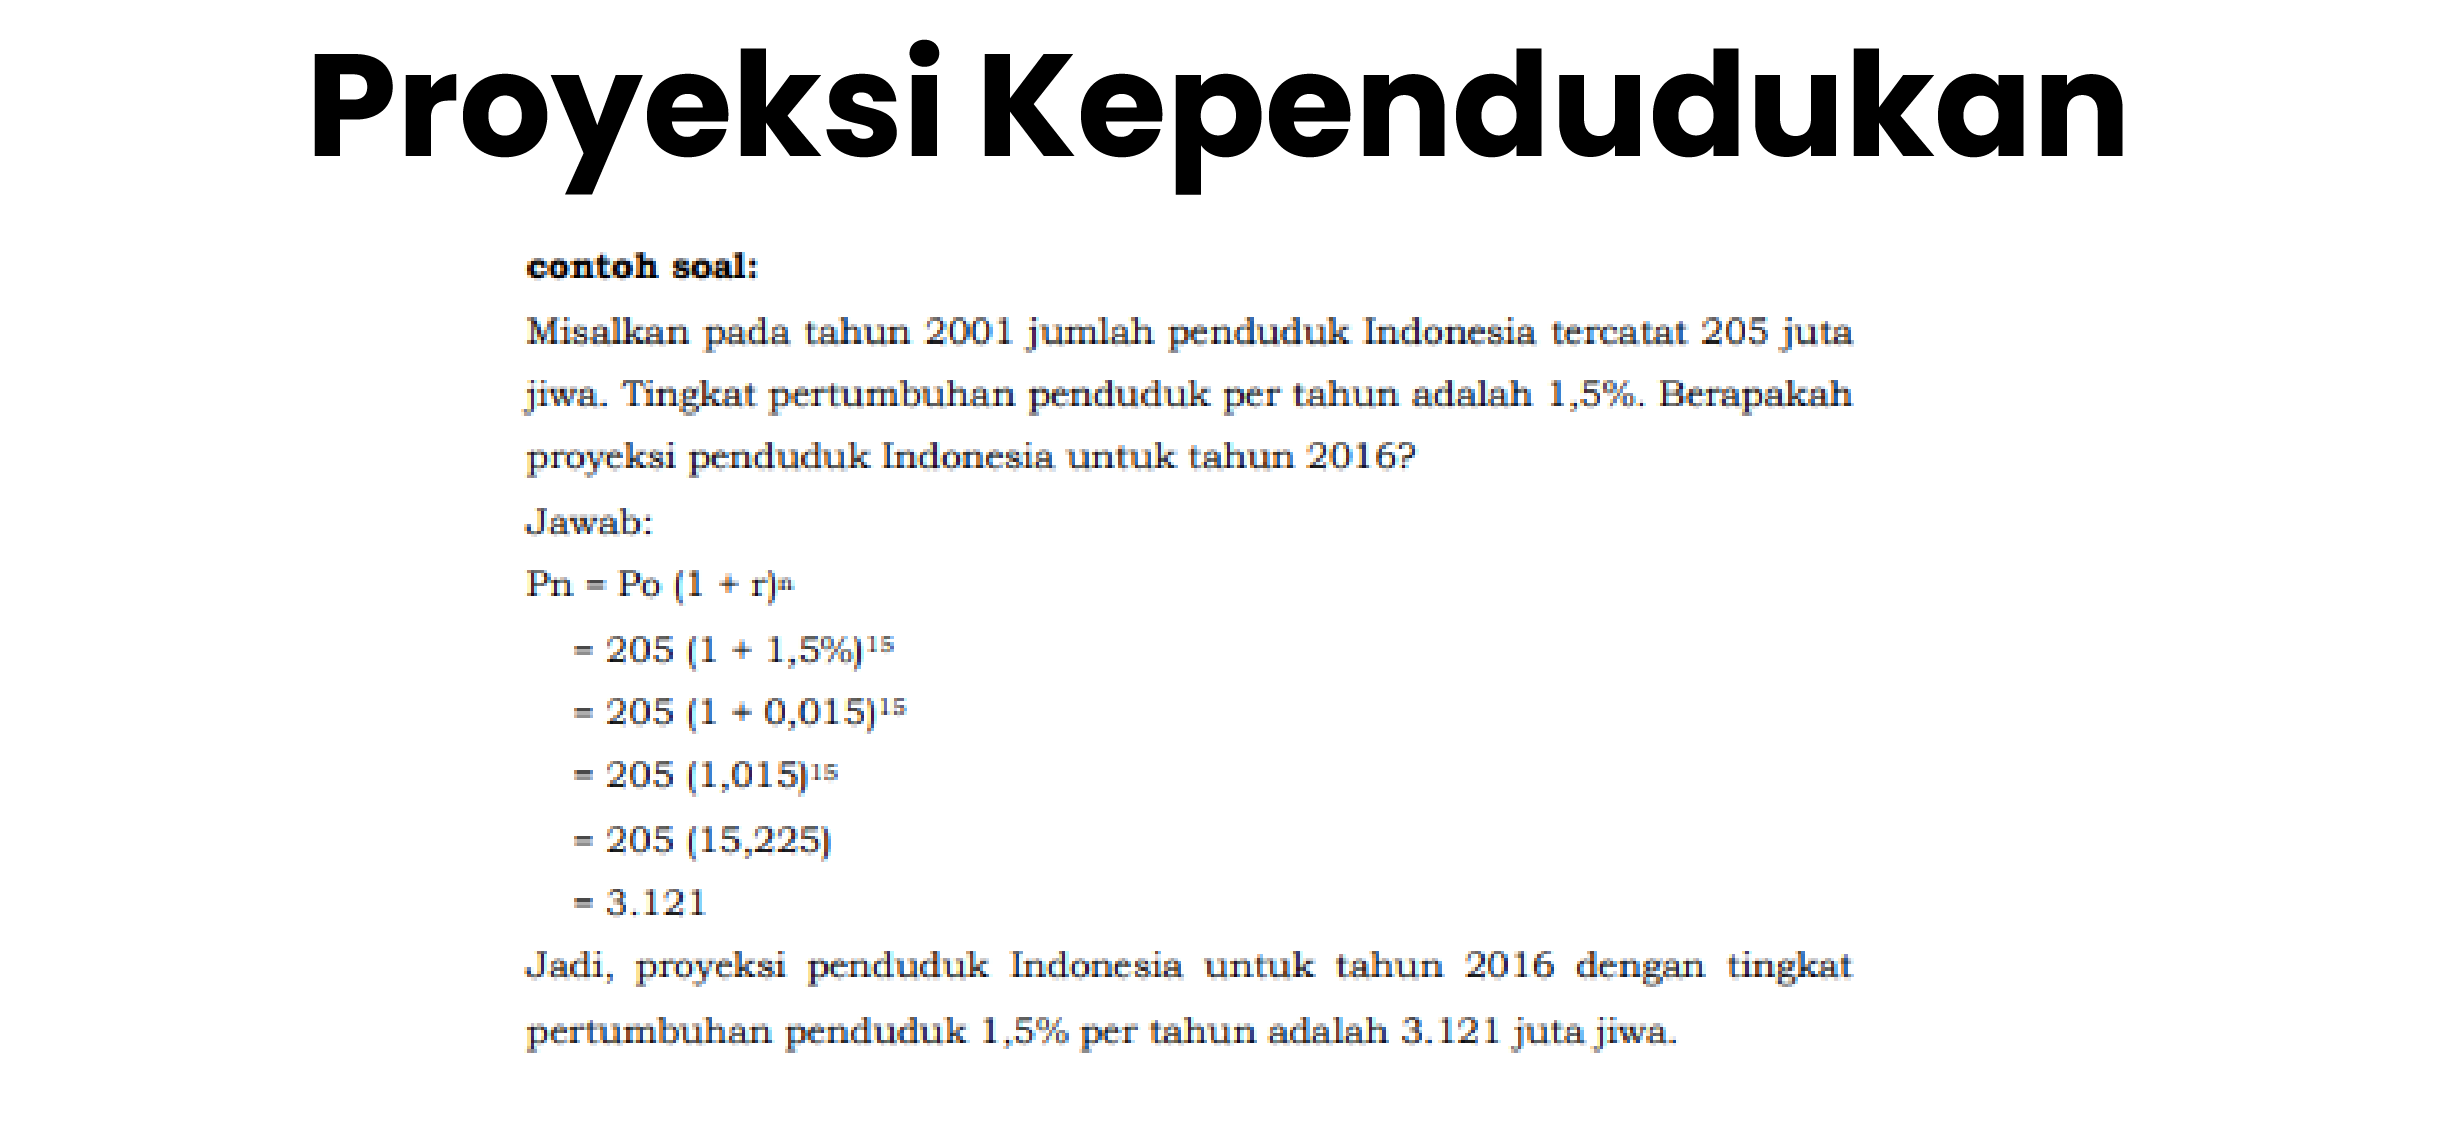 Proyeksi Kependudukan
contoh soal:
Misalkan pada tahun 2001 jumlah penduduk Indonesia tercatat 205 juta
jiwa. Tingkat pertumbuhan penduduk per tahun adalah 1,5%. Berapakah
proyeksi penduduk Indonesia untuk tahun 2016?
Jawab:
Pn = Po (1 + r)ⁿ
= 205 (1 + 1,5%)¹⁵
= 205 (1 + 0,015)¹⁵
= 205 (1,015)¹⁵
= 205 (15,225)
= 3.121
Jadi, proyeksi penduduk Indonesia untuk tahun 2016 dengan tingkat
pertumbuhan penduduk 1,5% per tahun adalah 3.121 juta jiwa.